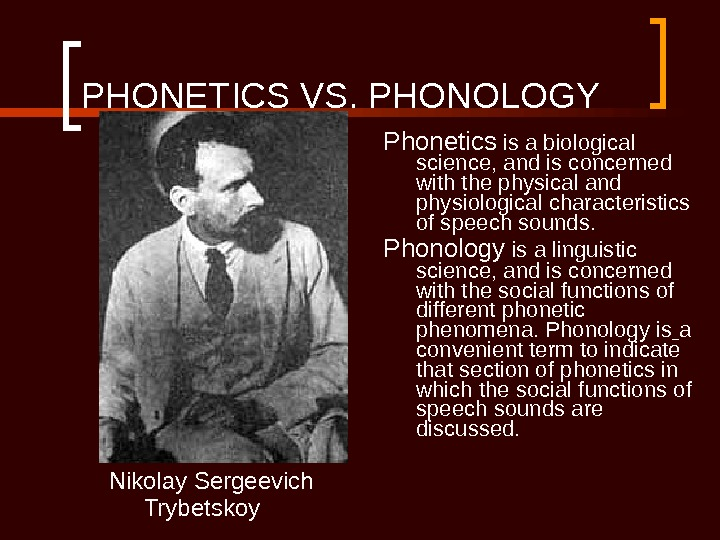 PHONETICS VS. PHONOLOGY
Phonetics is a biological
science, and is concerned
with the physical and
physiological characteristics
of speech sounds.
Phonology is a linguistic
science, and is concerned
with the social functions of
different phonetic
phenomena. Phonology is a
convenient term to indicate
that section of phonetics in
which the social functions of
speech sounds are
discussed.
Nikolay Sergeevich
Trybetskoy